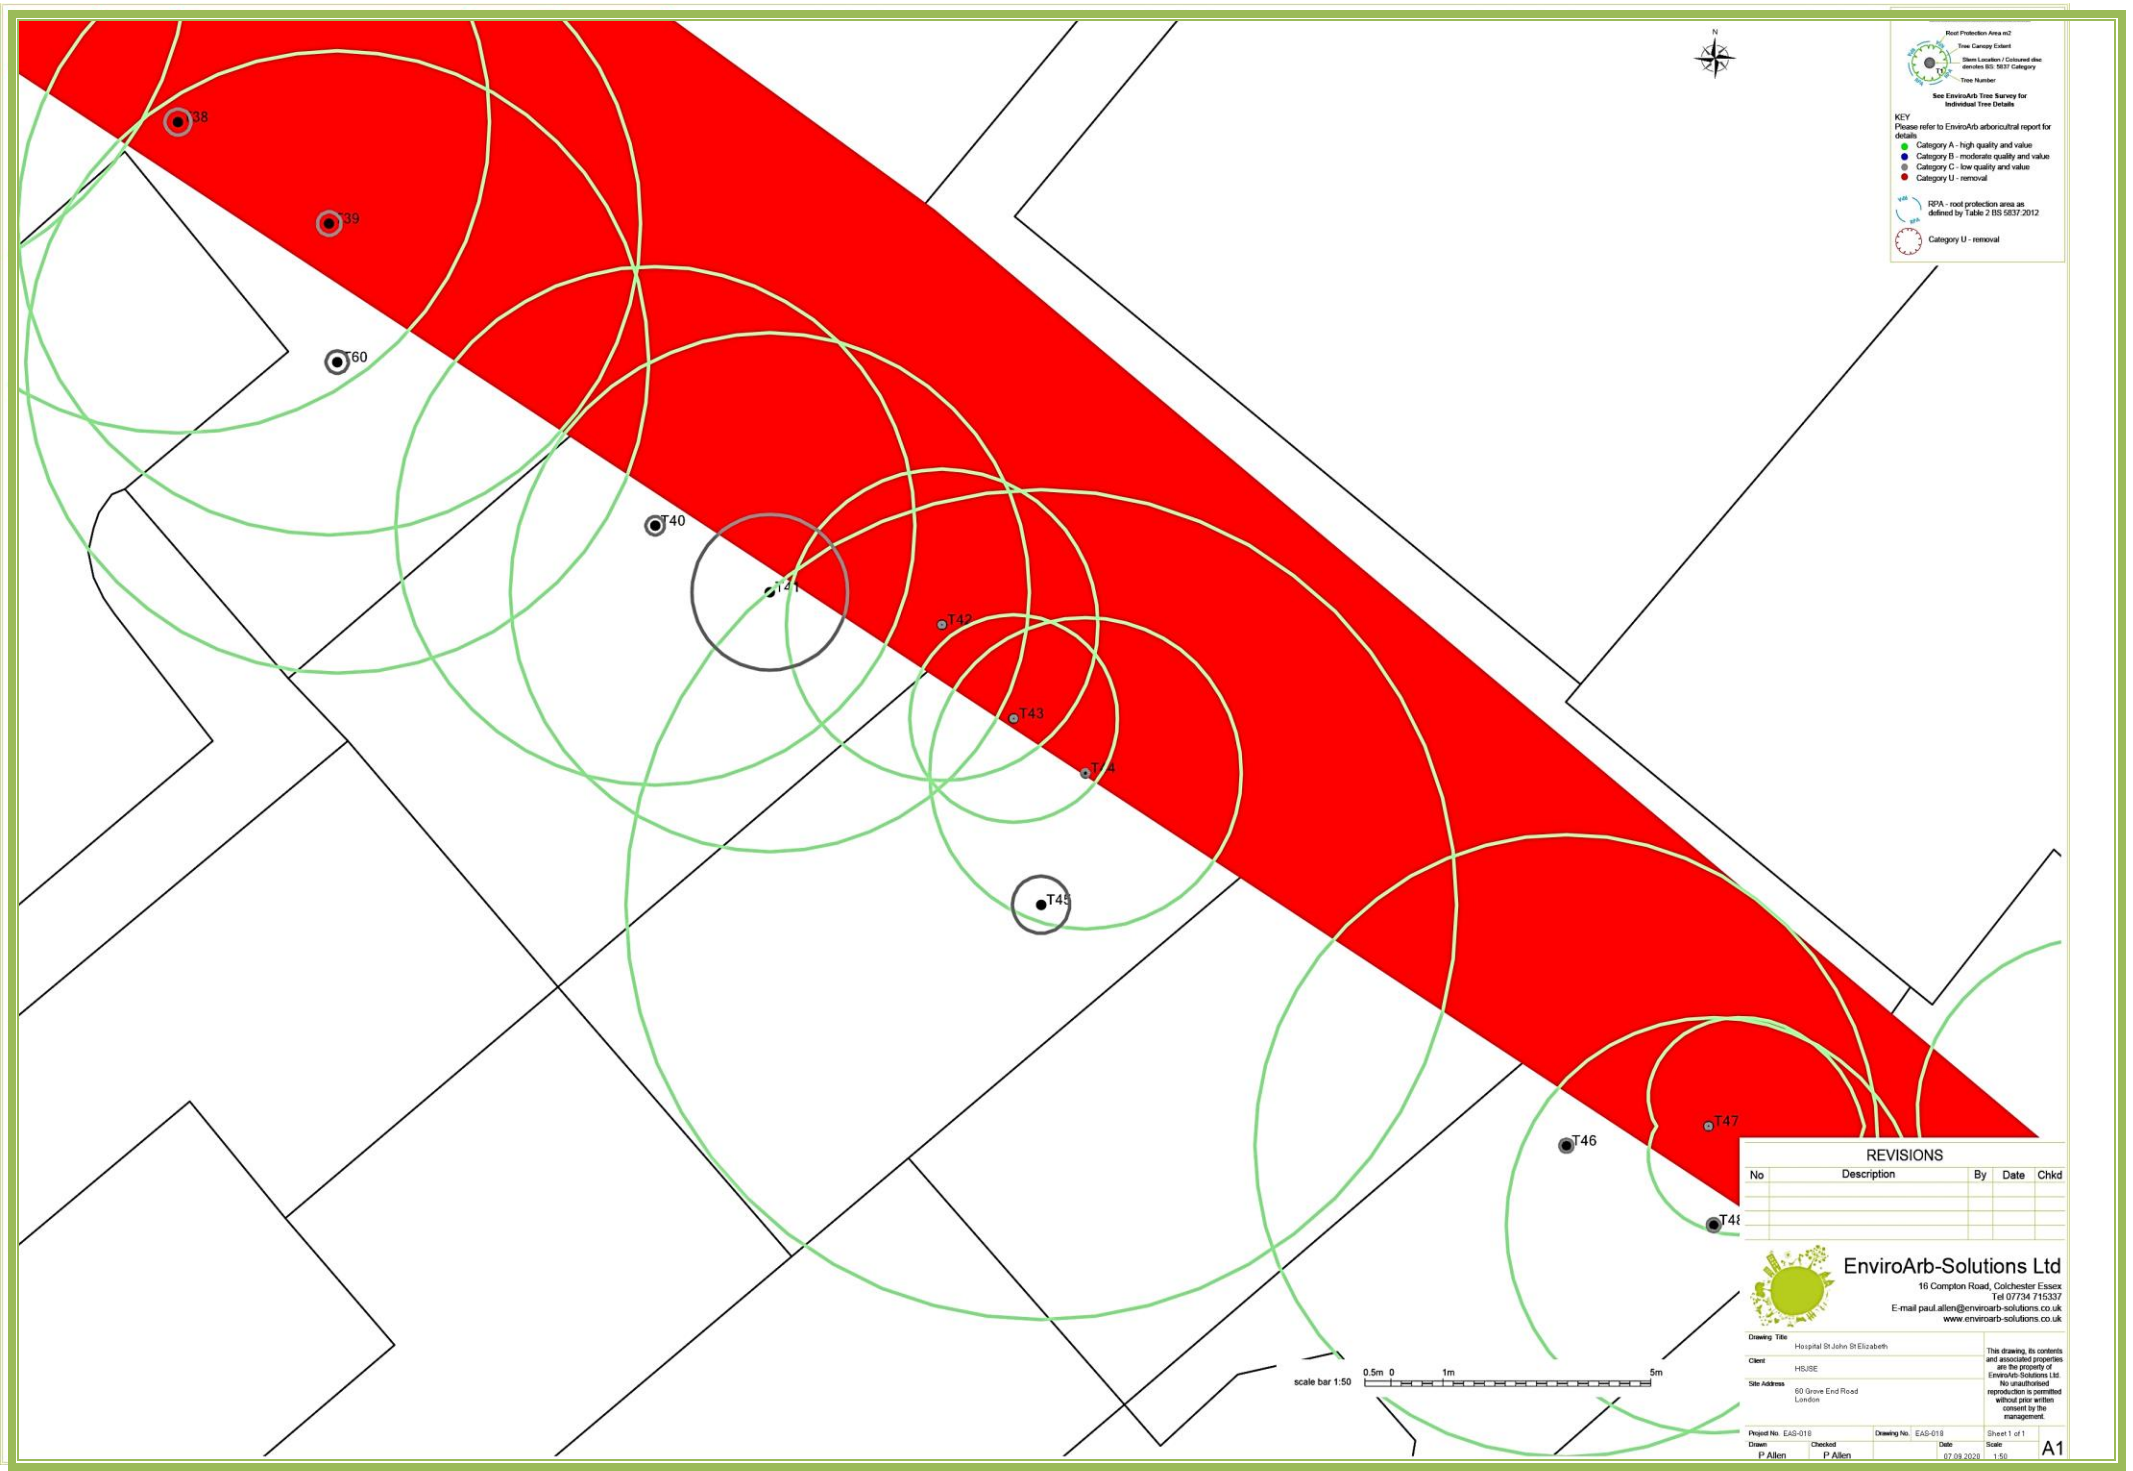 N
Root Protection Area m2
Tree Canopy Extent
Stem Location / Coloured disc
denotes BS: 5837 Category
T1
Tree Number
See EnviroArb Tree Survey for
Individual Tree Details
KEY
Please refer to EnviroArb arboricultral report for
details
Category A - high quality and value
Category B - moderate quality and value
Category C - low quality and value
Category U - removal
RPA
RPA - root protection area as
defined by Table 2 BS 5837:2012
Category U - removal
T38
T39
T60
T40
T41
T42
T43
T44
T45
T46
T47
T48
REVISIONS
No Description By Date Chkd
EnviroArb-Solutions Ltd
16 Compton Road, Colchester Essex
Tel 07734 715337
E-mail paul.allen@enviroarb-solutions.co.uk
www.enviroarb-solutions.co.uk
Drawing Title
Hospital St John St Elizabeth
Client
HSJSE
Site Address
60 Grove End Road
London
This drawing, its contents
and associated properties
are the property of
EnviroArb-Solutions Ltd.
No unauthorised
reproduction is permitted
without prior written
consent by the
management.
Project No. EAS-018 Drawing No. EAS-018 Sheet 1 of 1
Drawn Checked Date Scale
P Allen P Allen 07.09.2020 1:50
A1
0.5m 0 1m 5m
scale bar 1:50